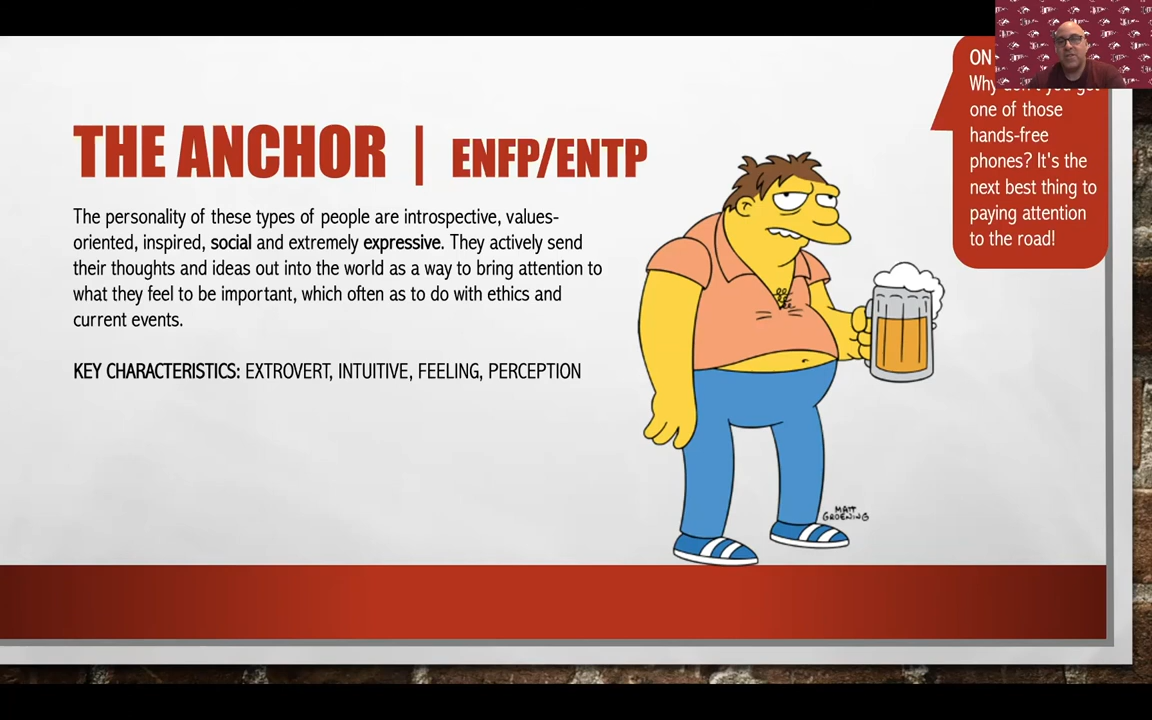 THE ANCHOR | ENFP/ENTP
The personality of these types of people are introspective, values-
oriented, inspired, social and extremely expressive. They actively send
their thoughts and ideas out into the world as a way to bring attention to
what they feel to be important, which often as to do with ethics and
current events.
KEY CHARACTERISTICS: EXTROVERT, INTUITIVE, FEELING, PERCEPTION
ON
Why don't you get
one of those
hands-free
phones? It's the
next best thing to
paying attention
to the road!
MATT
GROENING